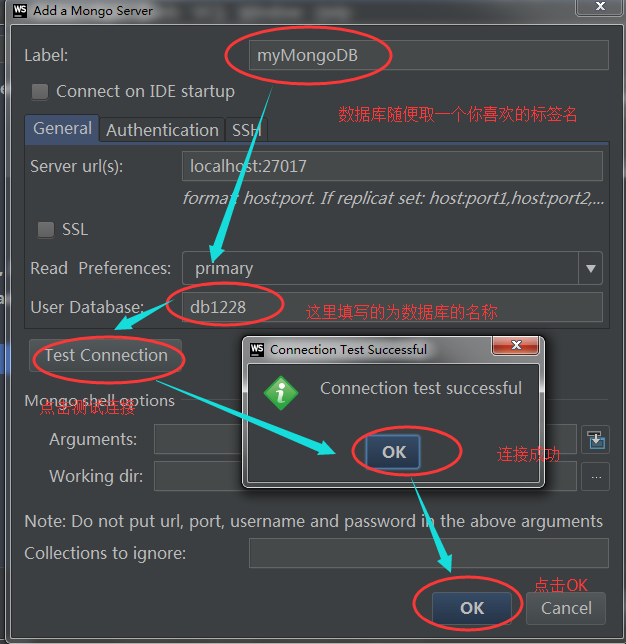 WS Add a Mongo Server
Label: myMongoDB
Connect on IDE startup
数据库随便取一个你喜欢的标签名
General Authentication SSH
Server url(s): localhost:27017
format: host:port. If replicat set: host:port1,host:port2,...
SSL
Read Preferences: primary
User Database: db1228
这里填写的为数据库的名称
Test Connection
WS Connection Test Successful
Connection test successful
OK
连接成功
Mongo shell options
点击测试连接
Arguments:
Working dir:
...
Note: Do not put url, port, username and password in the above arguments
Collections to ignore:
点击OK
OK Cancel